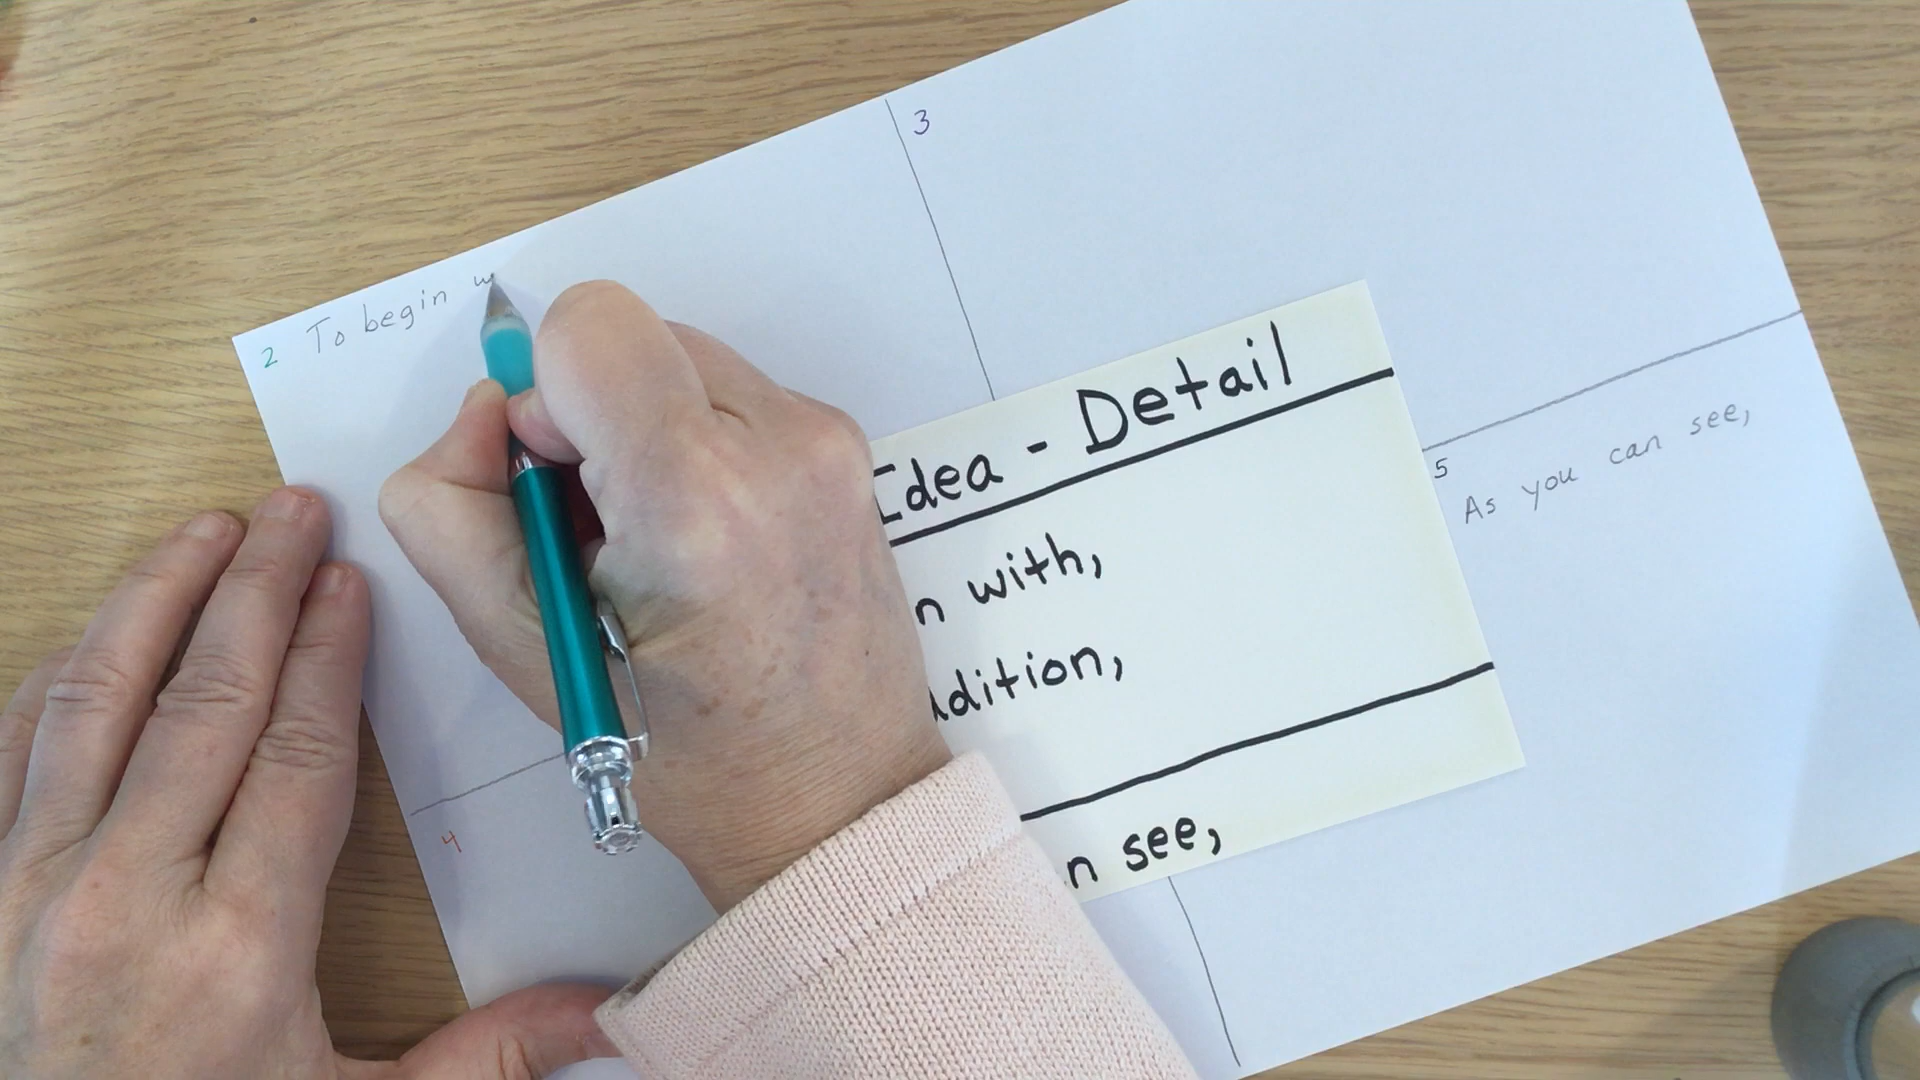 2 To begin w
3
Idea - Detail
n with,
dition,
n see,
4
5
As you can see,